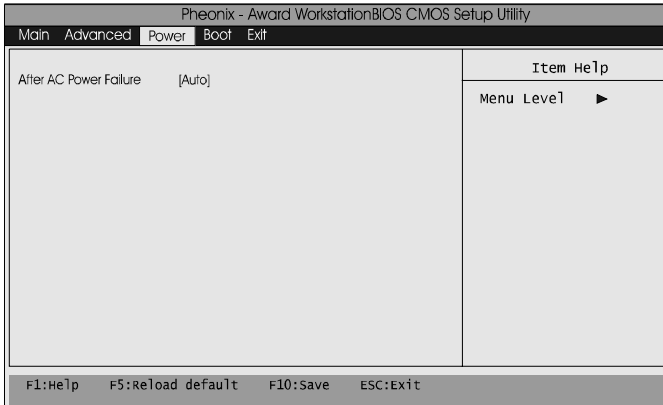 Pheonix - Award WorkstationBIOS CMOS Setup Utility
Main Advanced Power Boot Exit
After AC Power Failure [Auto]
Item Help
Menu Level ▶
F1:Help F5:Reload default F10:Save ESC:Exit